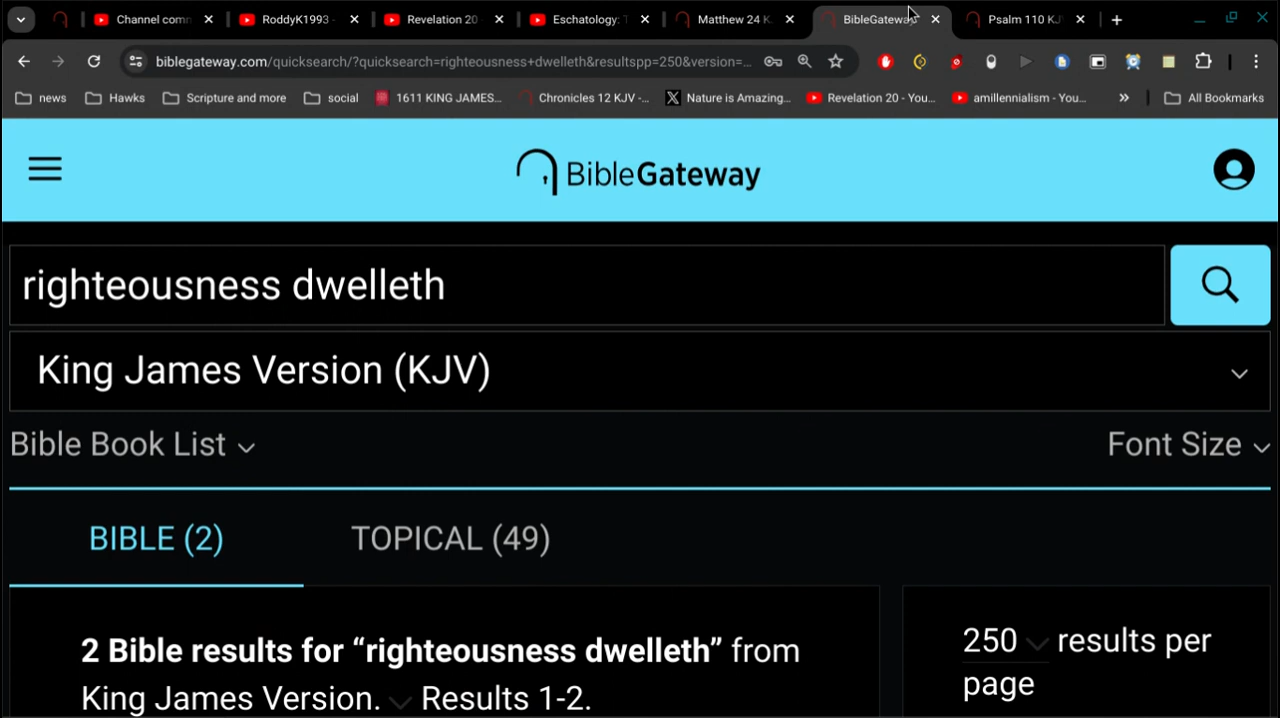 Channel com
RoddyK1993 -
Revelation 20
Eschatology: T
Matthew 24 K
BibleGateway
Psalm 110 KJ
biblegateway.com/quicksearch/?quicksearch=righteousness+dwelleth&resultspp=250&version=...
news
Hawks
Scripture and more
social
1611 KING JAMES...
Chronicles 12 KJV -...
Nature is Amazing...
Revelation 20 - You...
amillennialism - You...
All Bookmarks
BibleGateway
righteousness dwelleth
King James Version (KJV)
Bible Book List
Font Size
BIBLE (2)
TOPICAL (49)
2 Bible results for “righteousness dwelleth” from
King James Version. Results 1-2.
250 results per
page